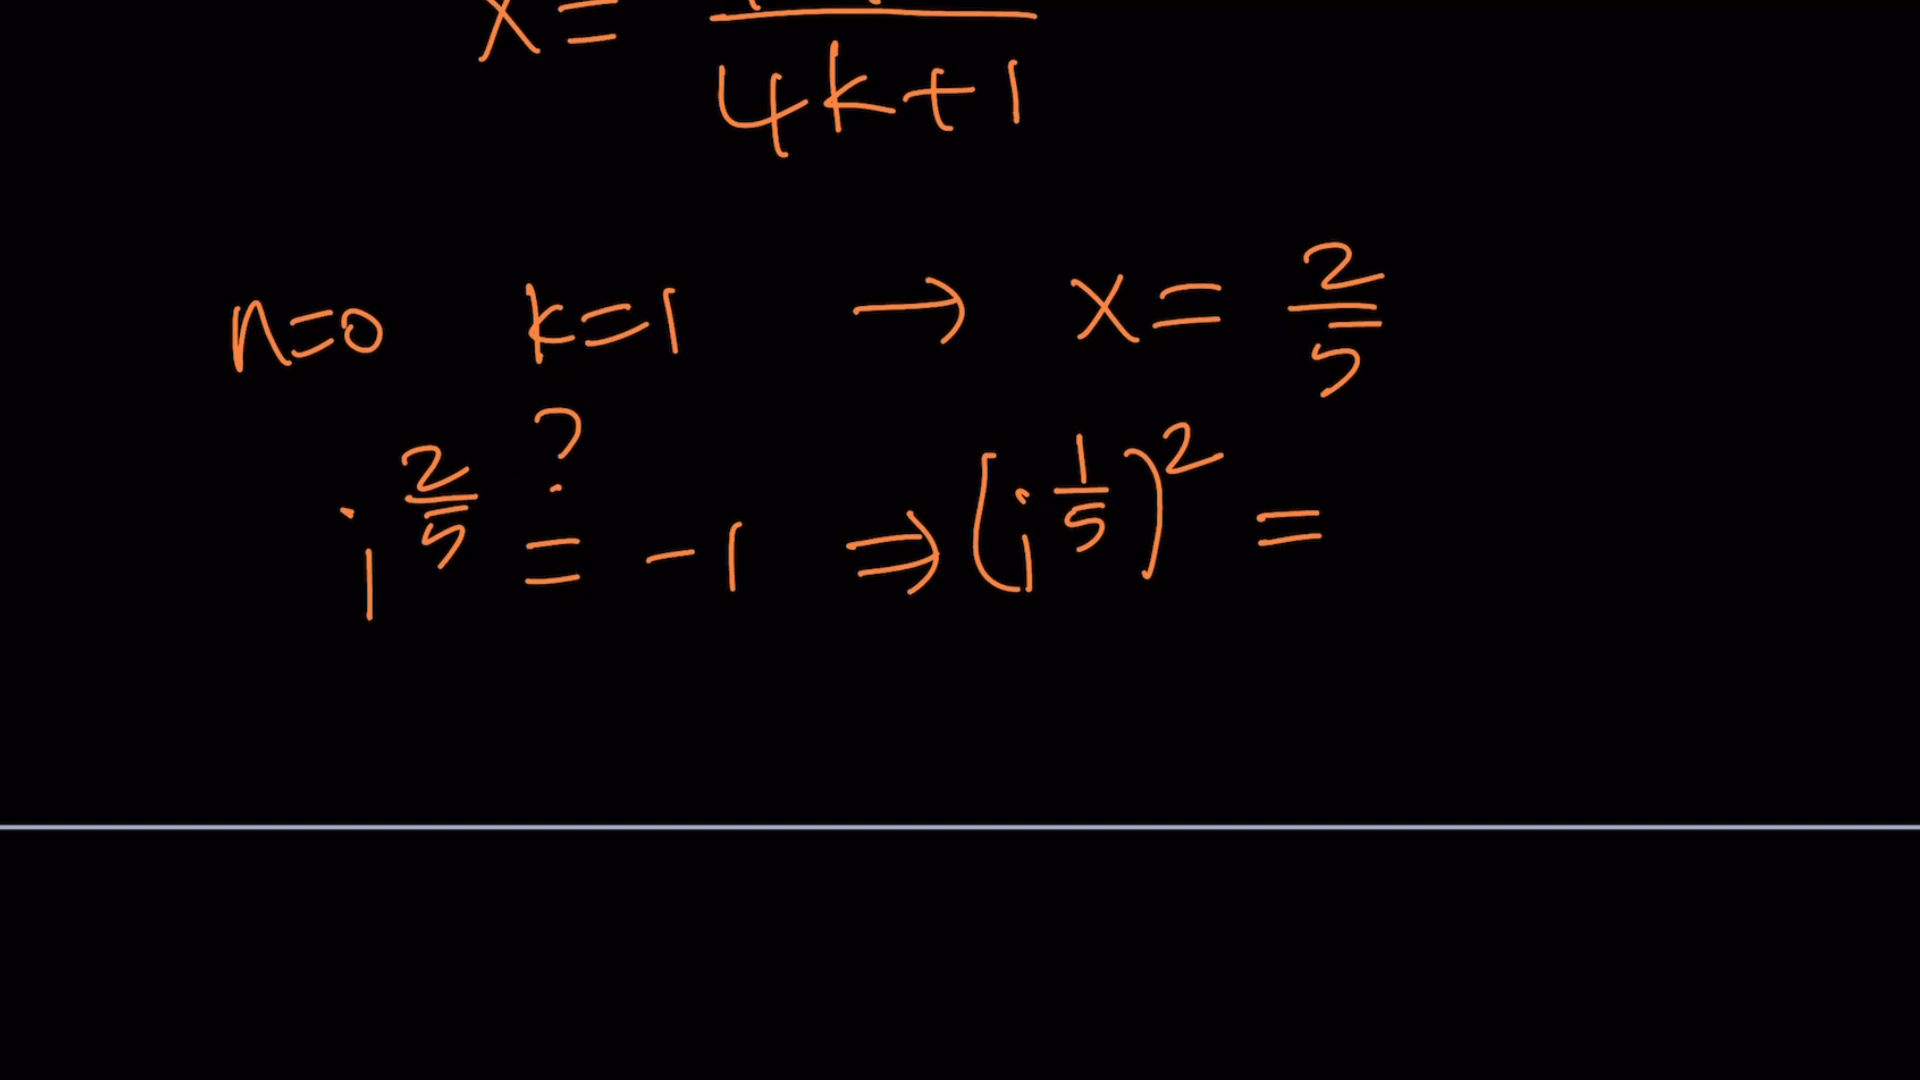 x =
4k+1
n=0 k=1 → x = 2/5
i^(2/5) ?= -1 ⇒ (i^(1/5))^2 =